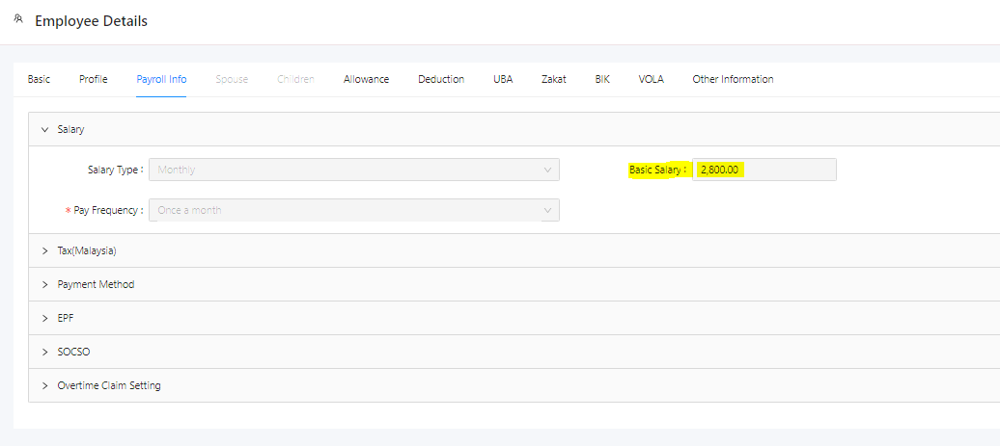 Employee Details
Basic Profile Payroll Info Spouse Children Allowance Deduction UBA Zakat BIK VOLA Other Information
Salary
Salary Type : Monthly Basic Salary : 2,800.00
* Pay Frequency : Once a month
Tax(Malaysia)
Payment Method
EPF
SOCSO
Overtime Claim Setting